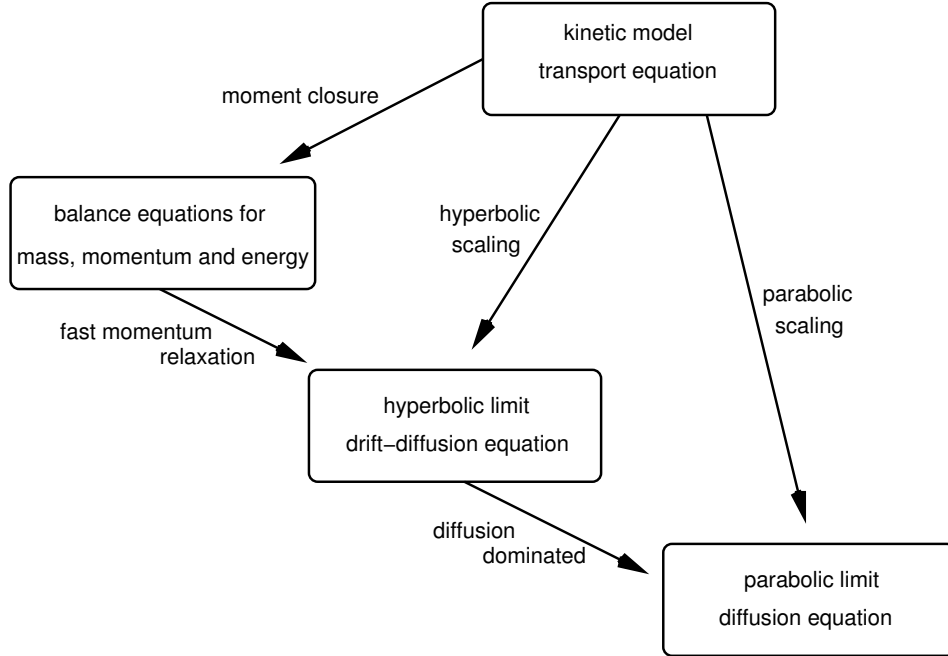 kinetic model
transport equation
moment closure
balance equations for
mass, momentum and energy
hyperbolic
scaling
parabolic
scaling
fast momentum
relaxation
hyperbolic limit
drift−diffusion equation
diffusion
dominated
parabolic limit
diffusion equation